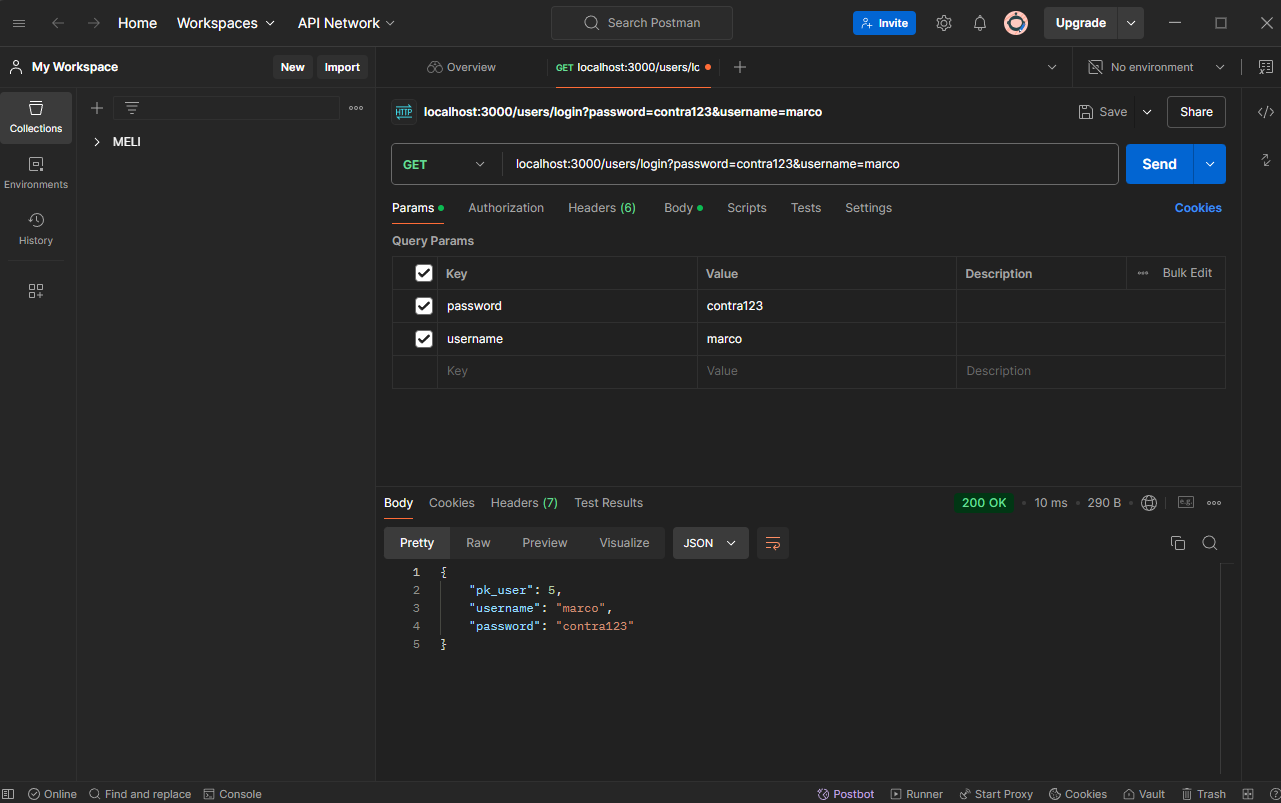 Home Workspaces API Network Search Postman Invite Upgrade
My Workspace New Import Overview GET localhost:3000/users/lc No environment
Collections
MELI
Environments
History
HTTP localhost:3000/users/login?password=contra123&username=marco Save Share
GET localhost:3000/users/login?password=contra123&username=marco Send
Params Authorization Headers (6) Body Scripts Tests Settings Cookies
Query Params
Key Value Description Bulk Edit
password contra123
username marco
Key Value Description
Body Cookies Headers (7) Test Results 200 OK 10 ms 290 B e.g.
Pretty Raw Preview Visualize JSON
1 {
2 "pk_user": 5,
3 "username": "marco",
4 "password": "contra123"
5 }
Online Find and replace Console Postbot Runner Start Proxy Cookies Vault Trash